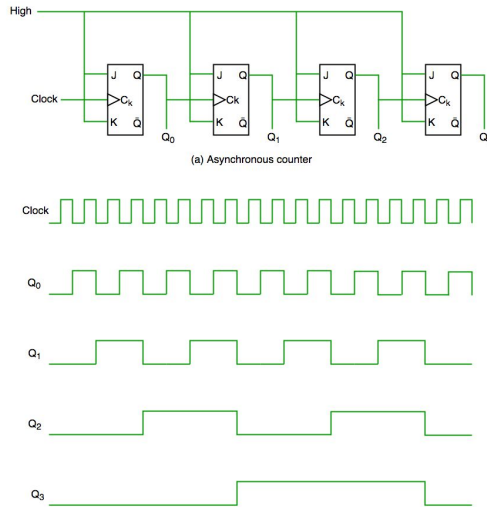 High
J Q J Q J Q J Q
Clock Ck Ck Ck Ck
K Q̄ K Q̄ K Q̄ K Q̄
Q0 Q1 Q2 Q
(a) Asynchronous counter
Clock
Q0
Q1
Q2
Q3